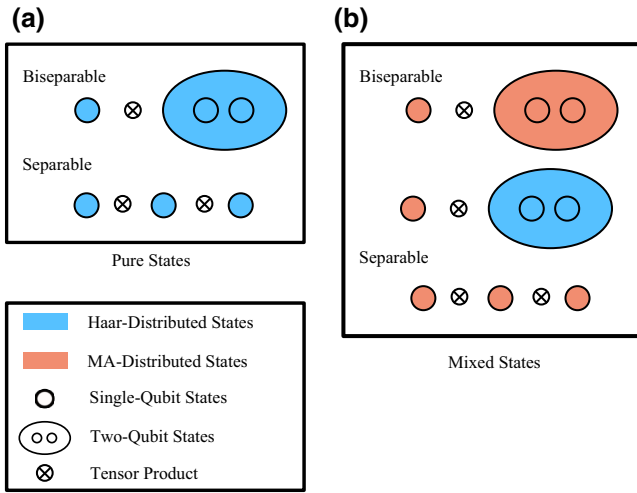 (a)
Biseparable
Separable
Pure States
Haar-Distributed States
MA-Distributed States
Single-Qubit States
Two-Qubit States
Tensor Product
(b)
Biseparable
Separable
Mixed States